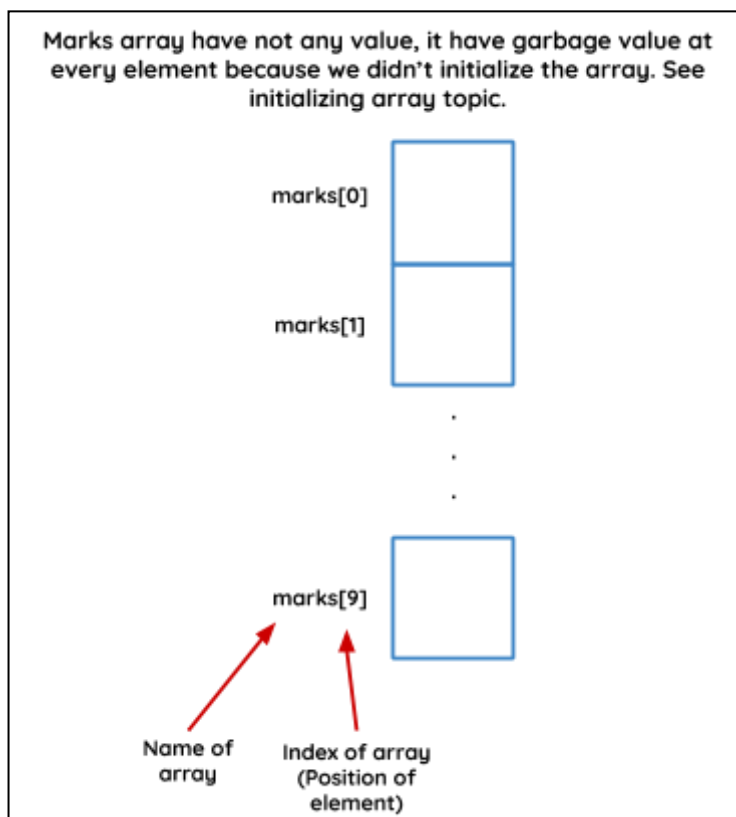 Marks array have not any value, it have garbage value at
every element because we didn’t initialize the array. See
initializing array topic.
marks[0]
marks[1]
marks[9]
Name of
array
Index of array
(Position of
element)